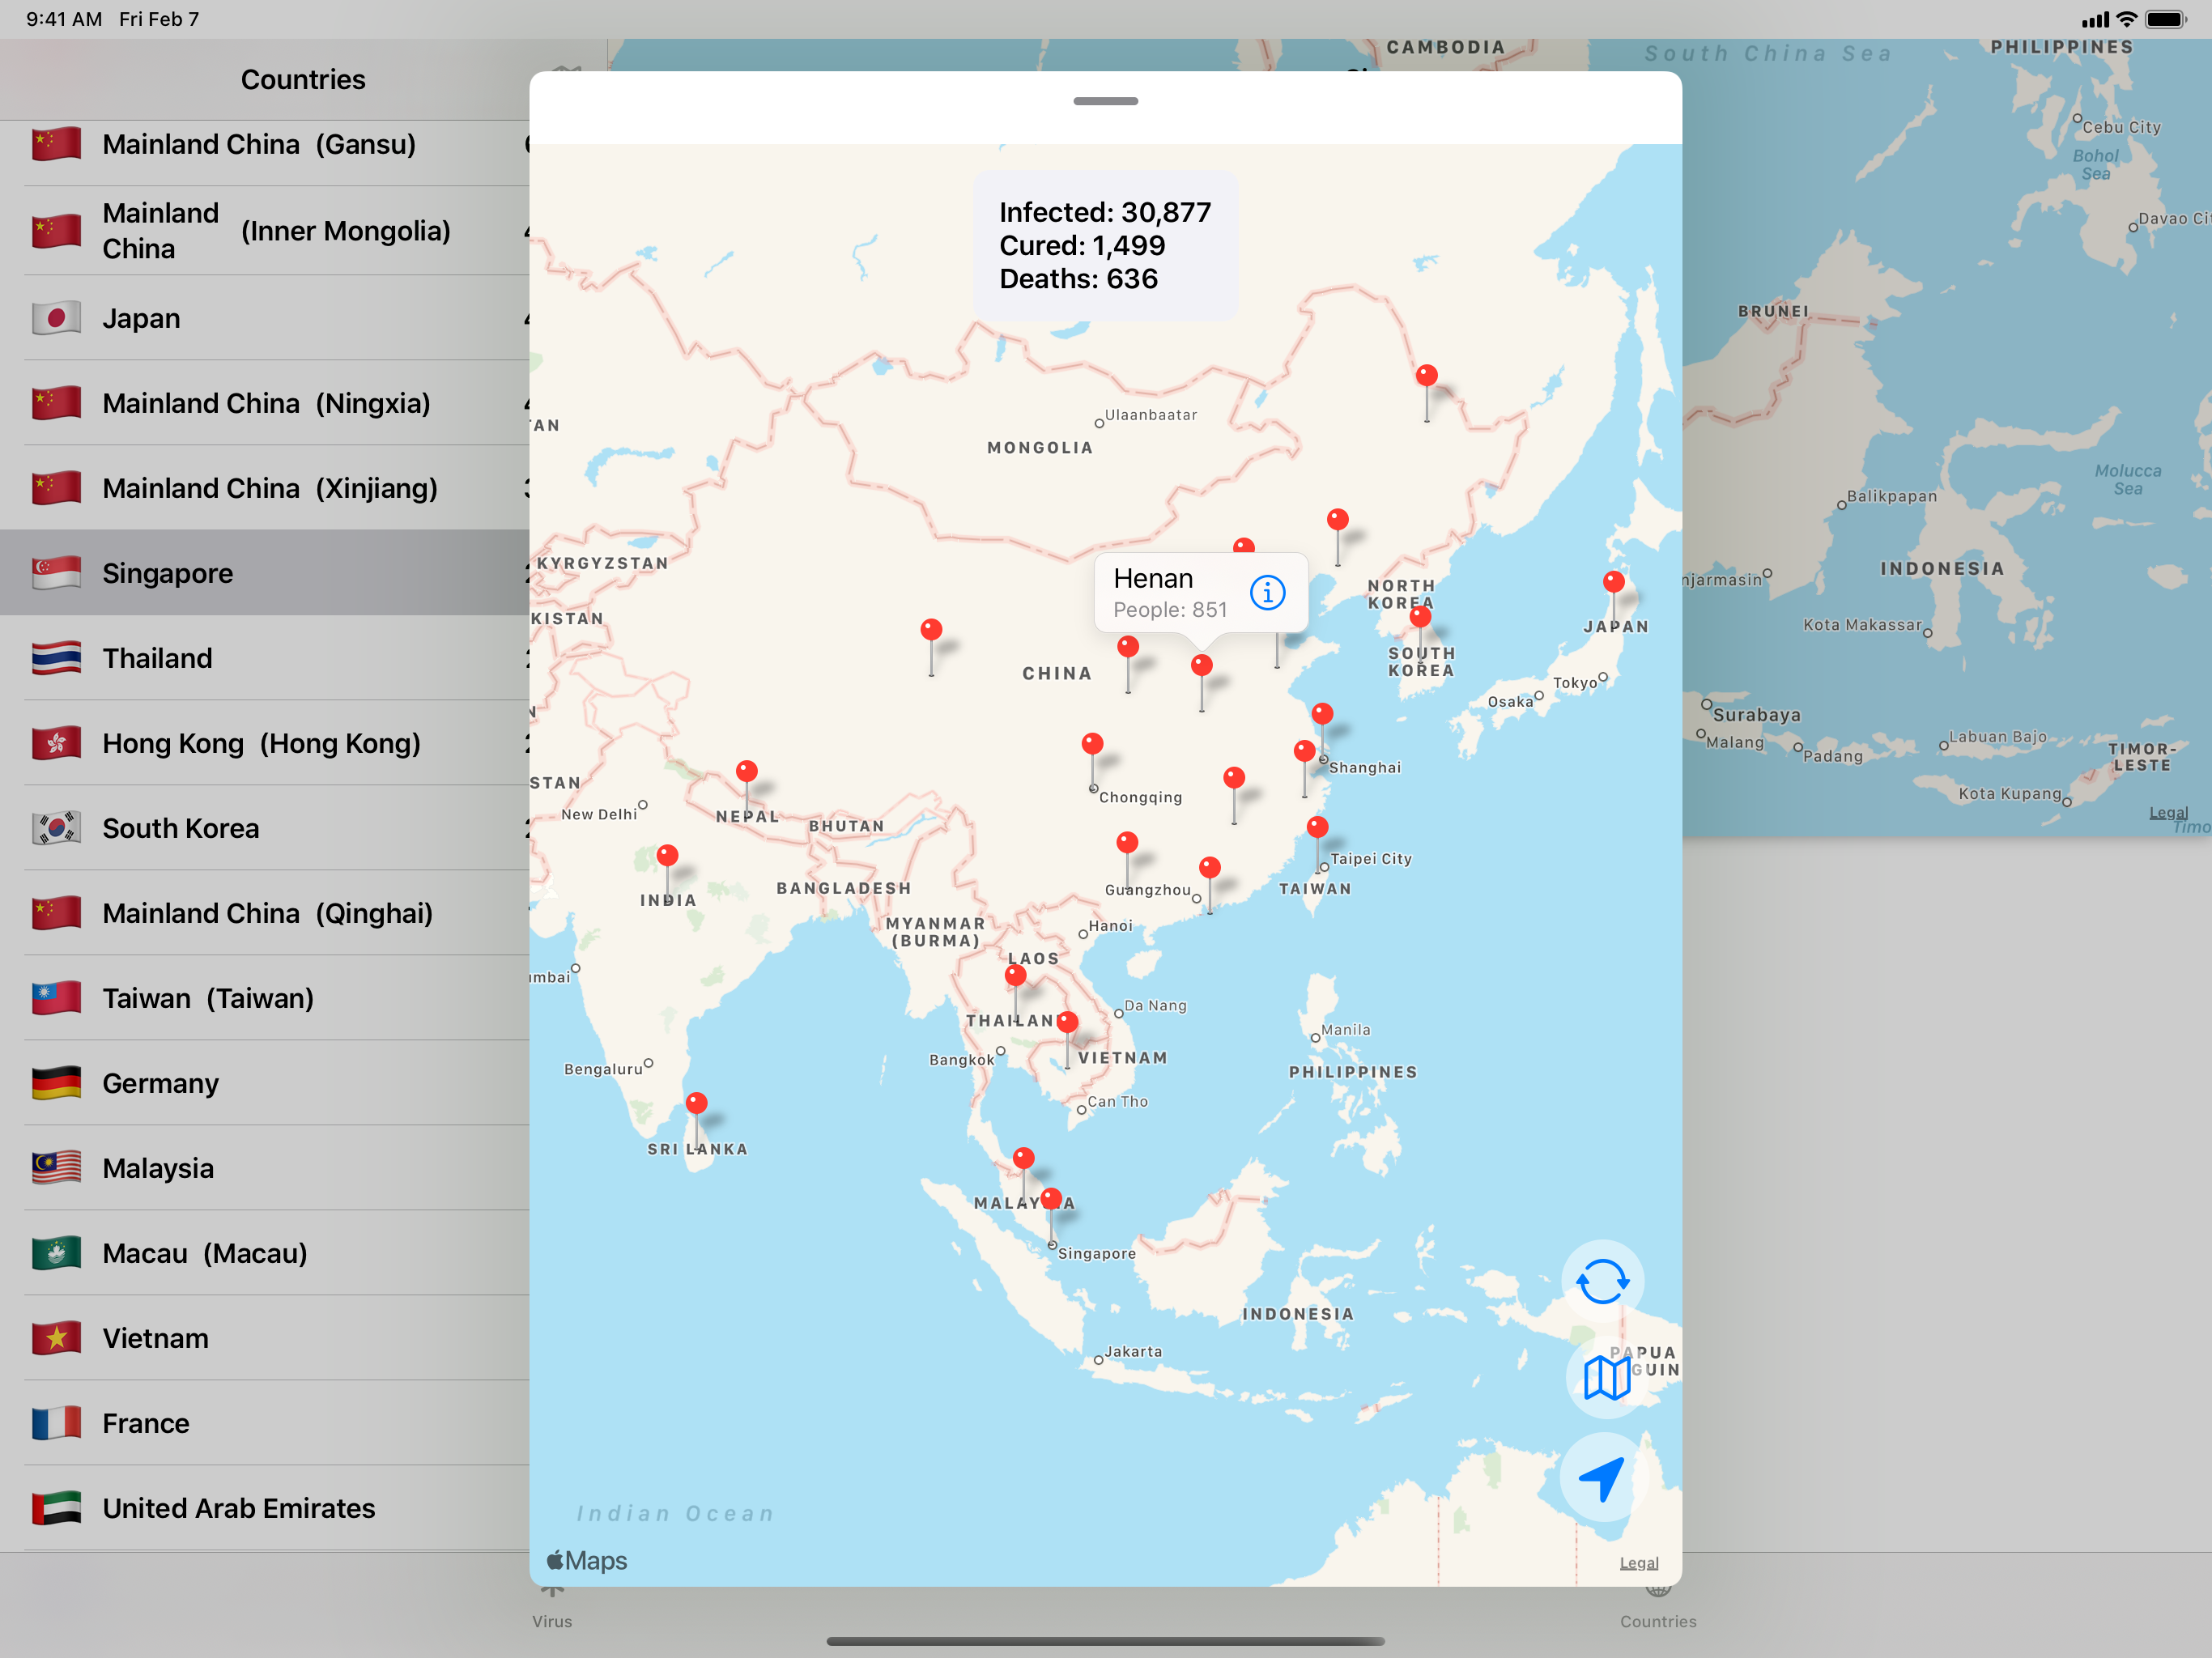 9:41 AM Fri Feb 7
Countries
Mainland China (Gansu)
Mainland China (Inner Mongolia)
Japan
Mainland China (Ningxia)
Mainland China (Xinjiang)
Singapore
Thailand
Hong Kong (Hong Kong)
South Korea
Mainland China (Qinghai)
Taiwan (Taiwan)
Germany
Malaysia
Macau (Macau)
Vietnam
France
United Arab Emirates
Infected: 30,877
Cured: 1,499
Deaths: 636
Ulaanbaatar
MONGOLIA
KYRGYZSTAN
KISTAN
STAN
Henan
People: 851
NORTH
KOREA
JAPAN
SOUTH
KOREA
CHINA
Tokyo
Osaka
Shanghai
Chongqing
New Delhi
NEPAL
BHUTAN
Taipei City
TAIWAN
BANGLADESH
Guangzhou
INDIA
MYANMAR
(BURMA)
Hanoi
LAOS
Da Nang
THAILAN
Manila
Bangkok
VIETNAM
Bengaluru
PHILIPPINES
Can Tho
SRI LANKA
MALAY A
Singapore
INDONESIA
Jakarta
PAPUA
GUIN
Indian Ocean
Maps
Legal
CAMBODIA
South China Sea
PHILIPPINES
Cebu City
Bohol
Sea
Davao Ci
BRUNEI
Molucca
Sea
Balikpapan
INDONESIA
njarmasin
Kota Makassar
Surabaya
Malang
Padang
Labuan Bajo
TIMOR-
LESTE
Kota Kupang
Legal
Timo
Virus
Countries